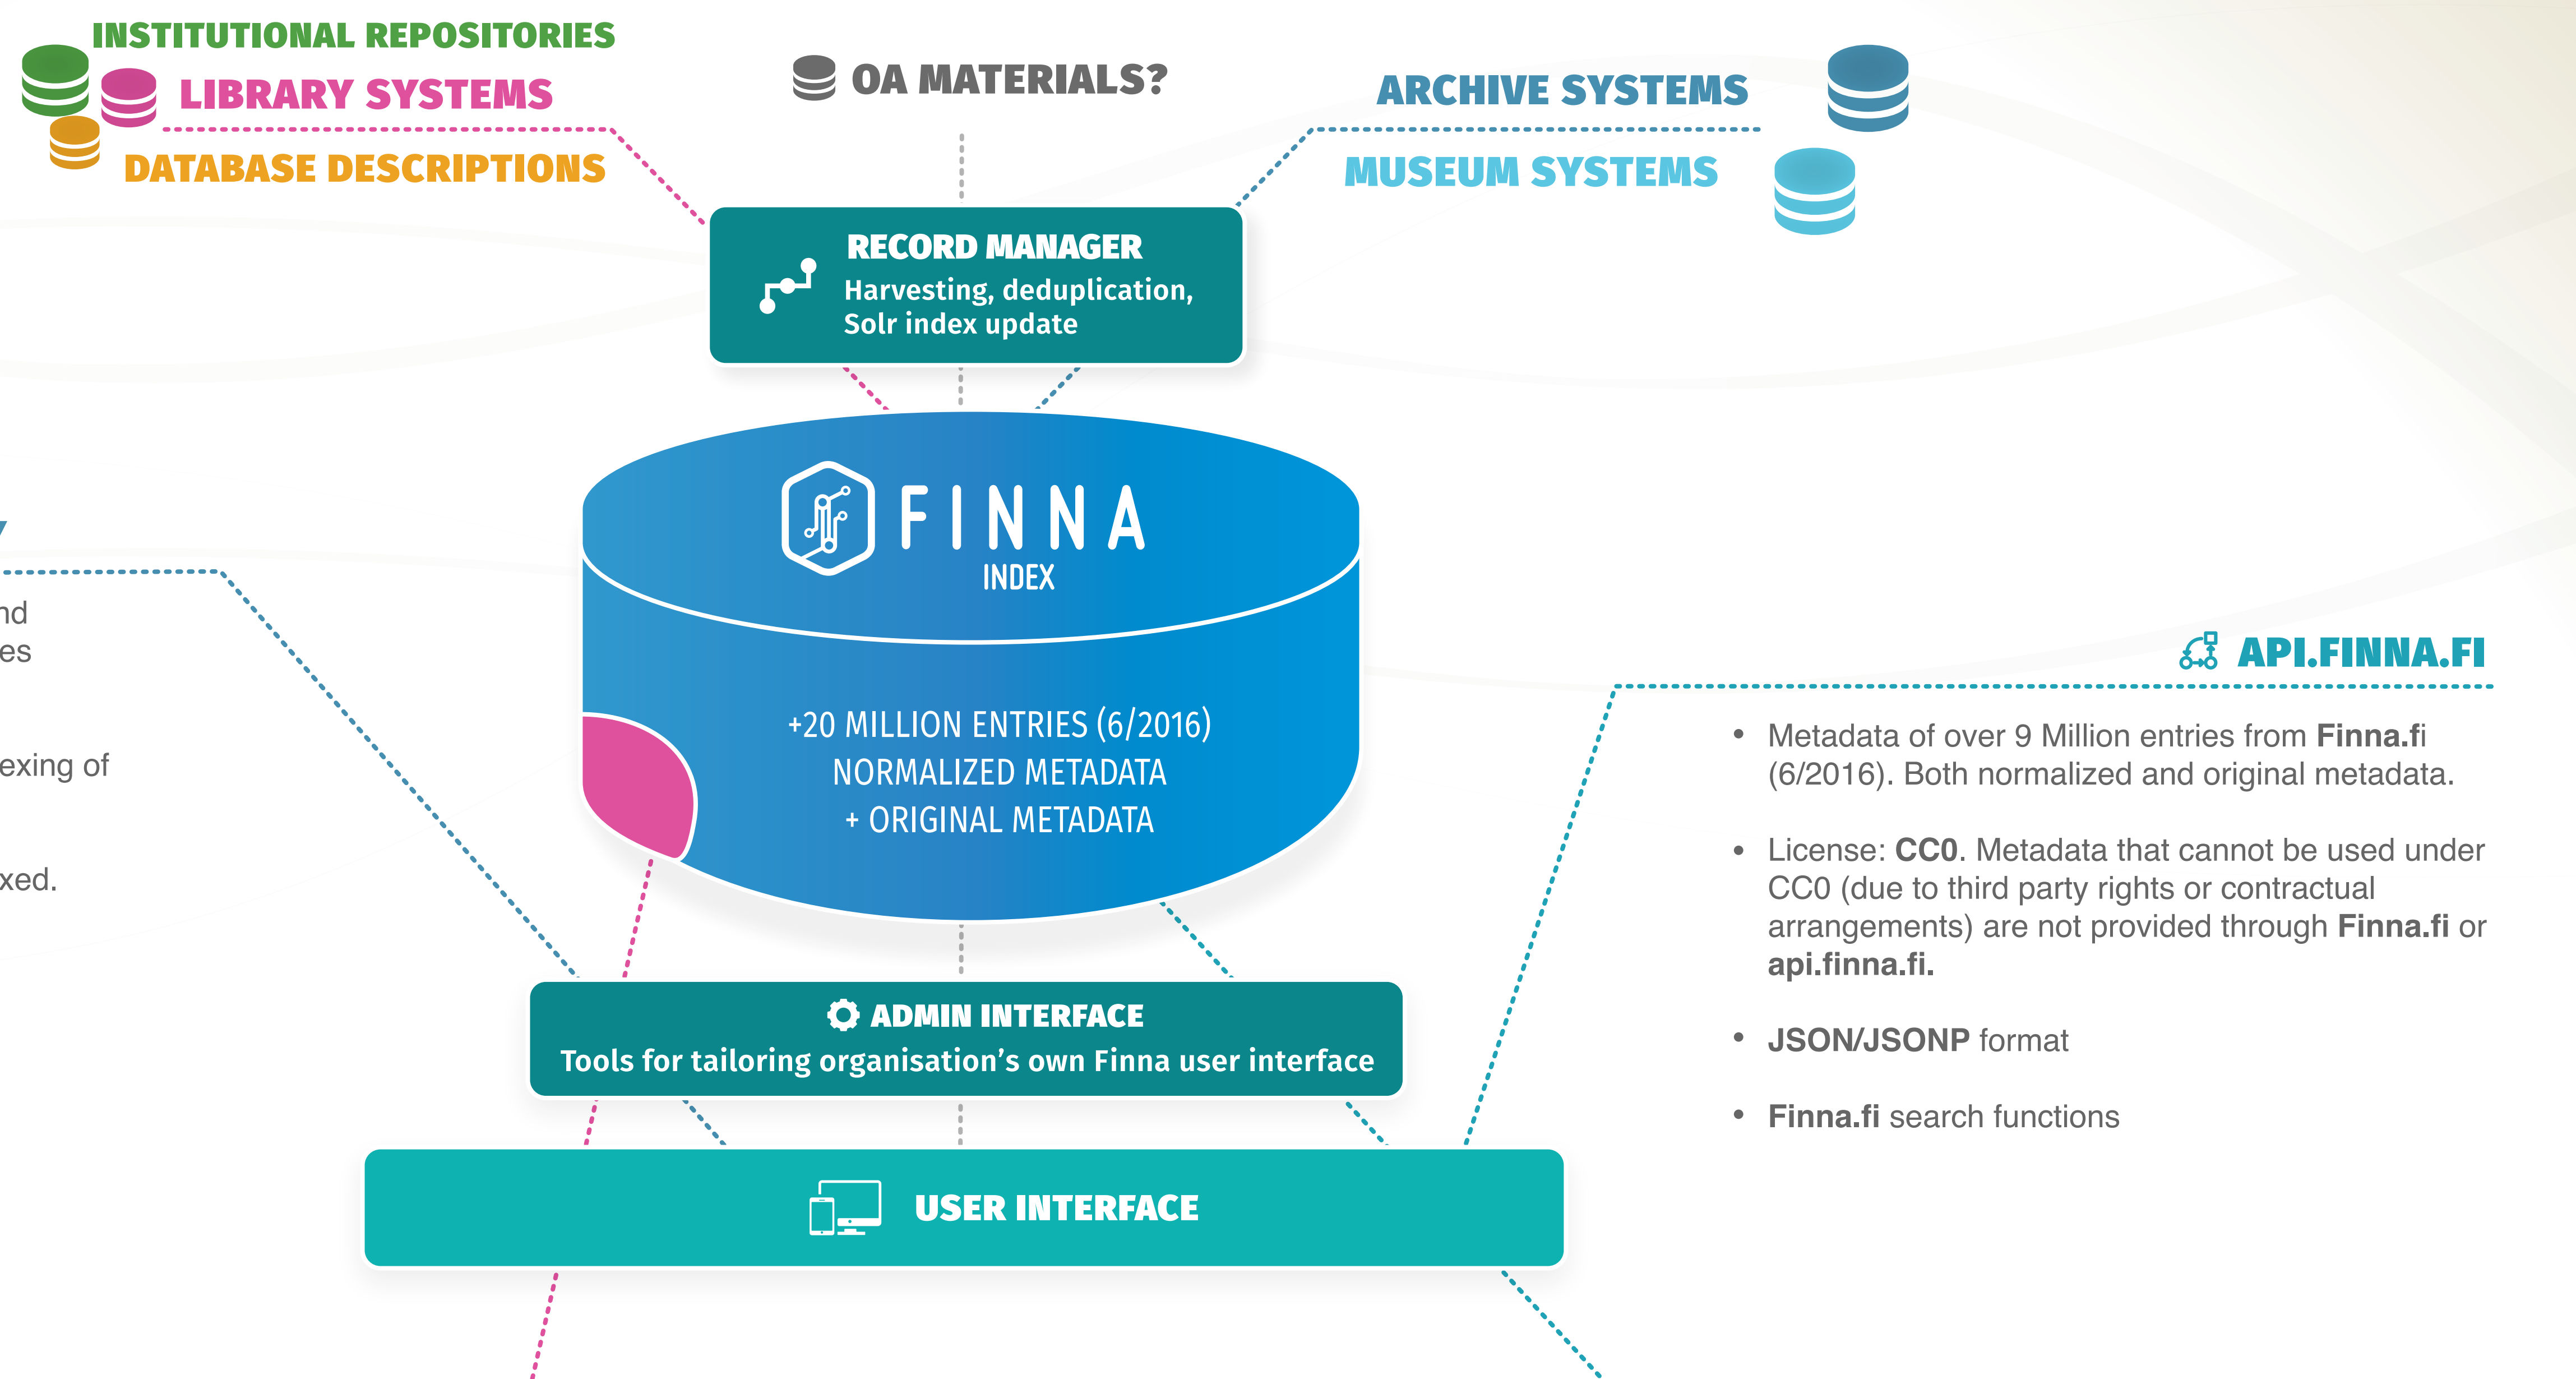 INSTITUTIONAL REPOSITORIES
LIBRARY SYSTEMS
DATABASE DESCRIPTIONS
OA MATERIALS?
ARCHIVE SYSTEMS
MUSEUM SYSTEMS
RECORD MANAGER
Harvesting, deduplication,
Solr index update
FINNA
INDEX
+20 MILLION ENTRIES (6/2016)
NORMALIZED METADATA
+ ORIGINAL METADATA
exing of
xed.
ADMIN INTERFACE
Tools for tailoring organisation's own Finna user interface
USER INTERFACE
API.FINNA.FI
• Metadata of over 9 Million entries from Finna.fi
(6/2016). Both normalized and original metadata.
• License: CC0. Metadata that cannot be used under
CC0 (due to third party rights or contractual
arrangements) are not provided through Finna.fi or
api.finna.fi.
• JSON/JSONP format
• Finna.fi search functions